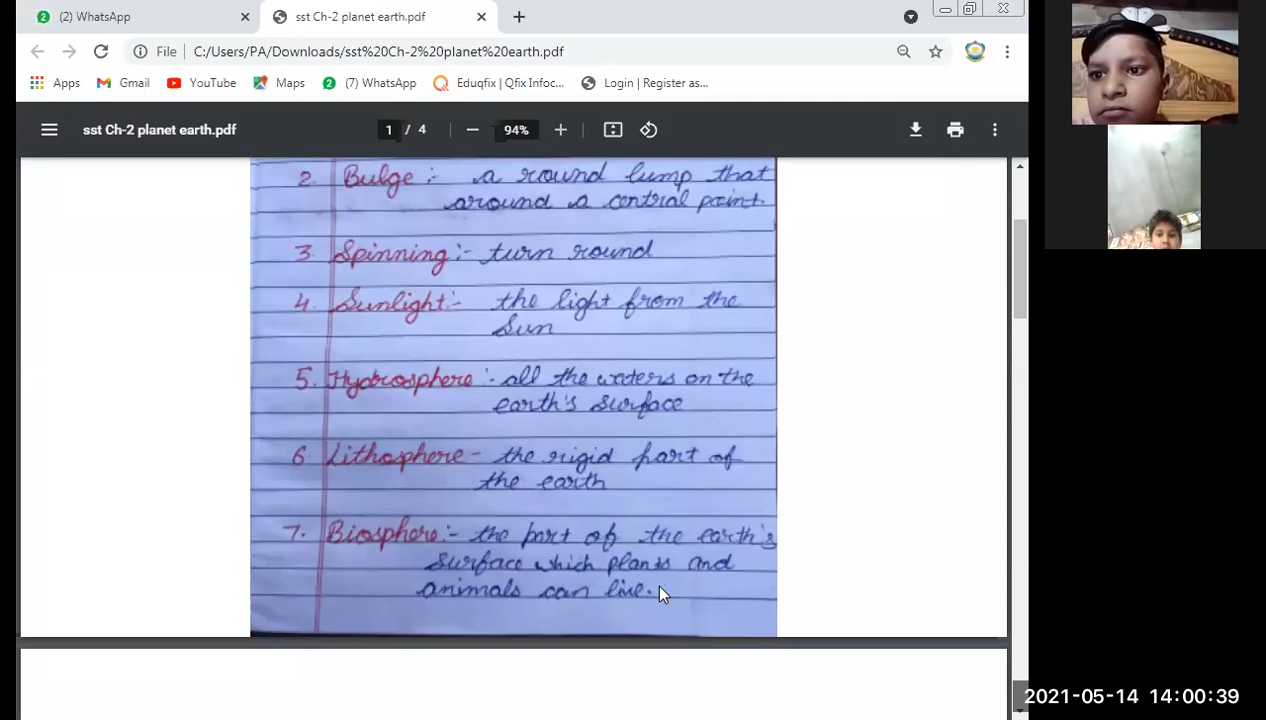 (2) WhatsApp
sst Ch-2 planet earth.pdf
File
C:/Users/PA/Downloads/sst%20Ch-2%20planet%20earth.pdf
Apps
Gmail
YouTube
Maps
(7) WhatsApp
Eduqfix | Qfix Infoc...
Login | Register as...
sst Ch-2 planet earth.pdf
1 / 4
94%
2. Bulge :- a round lump that
around a central point.
3 Spinning :- turn round
4. Sunlight :- the light from the
Sun
5. Hydrosphere :- all the waters on the
earth's surface
6 Lithosphere - the rigid part of
the earth
7. Biosphere :- the part of the earth's
surface which plants and
animals can live.
2021-05-14 14:00:39